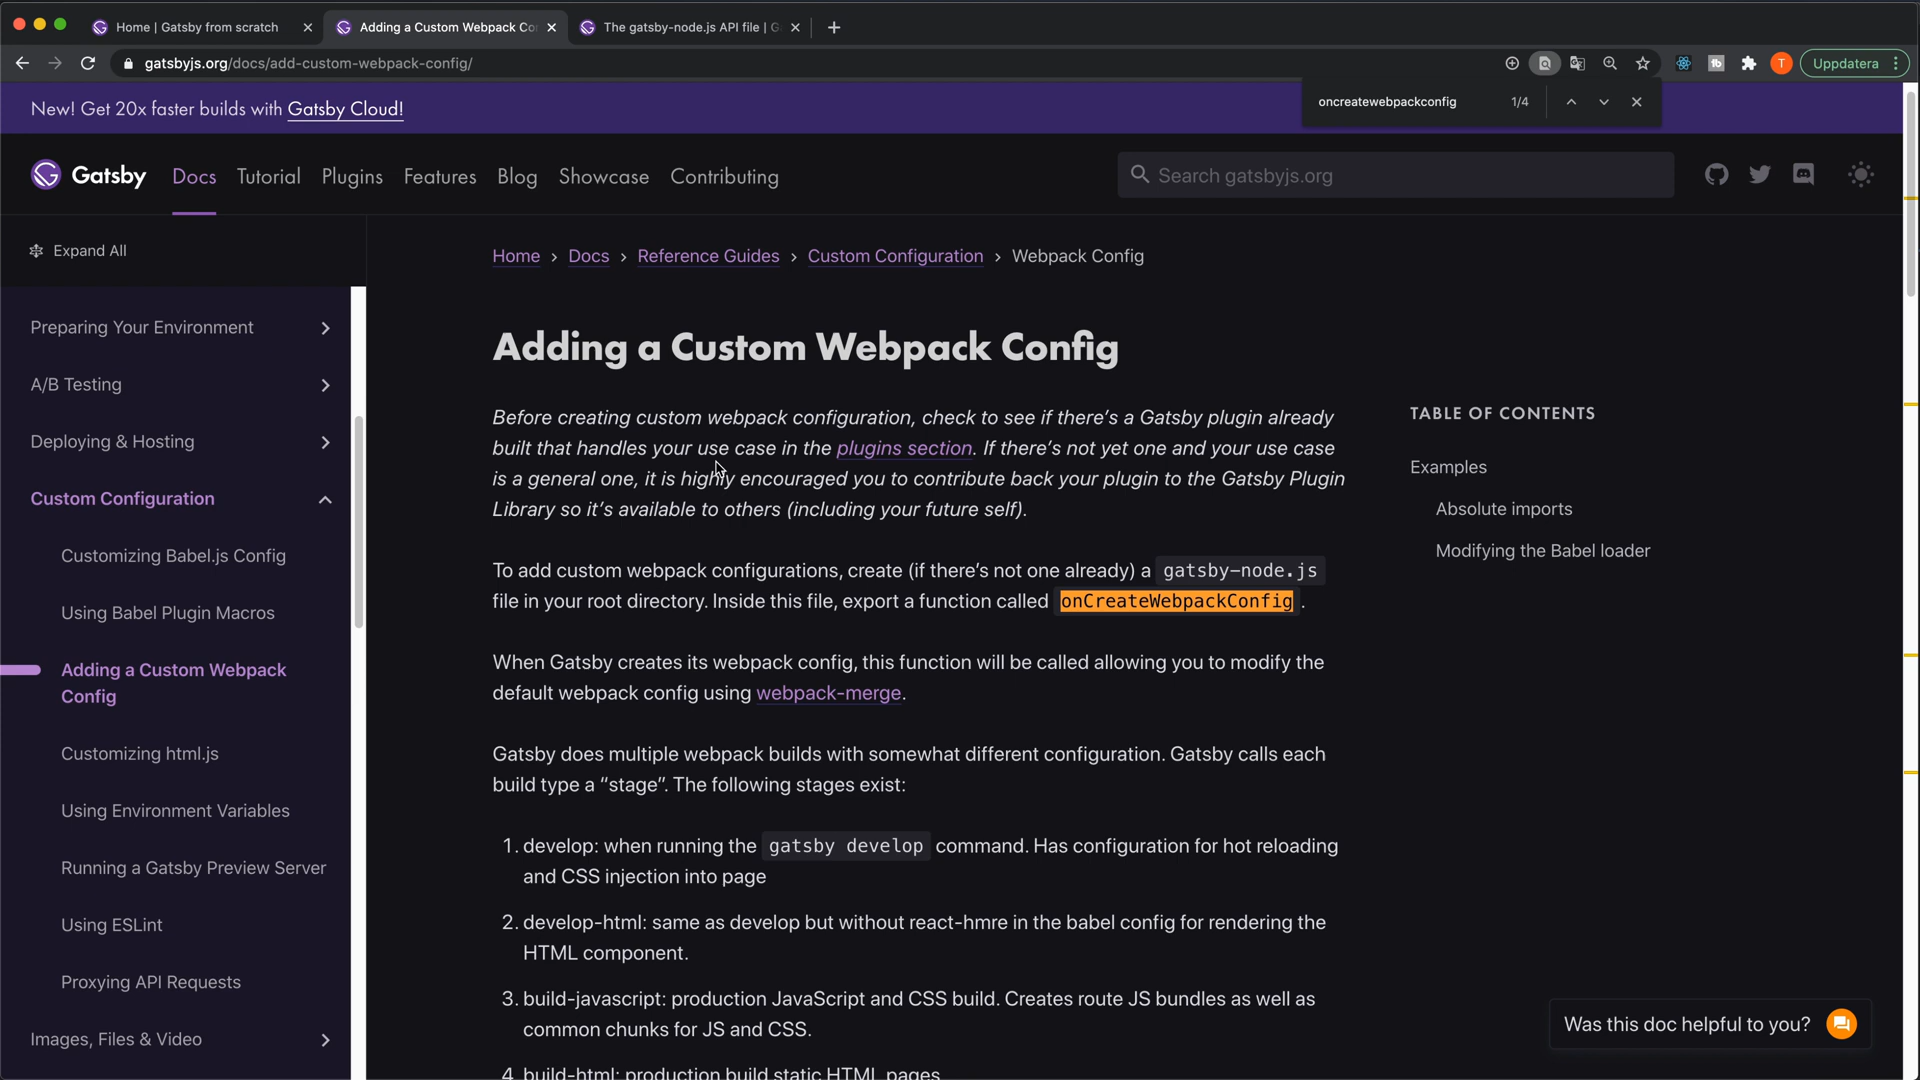 Home | Gatsby from scratch
Adding a Custom Webpack Co
The gatsby-node.js API file | G
gatsbyjs.org/docs/add-custom-webpack-config/
T
Uppdatera
oncreatewebpackconfig 1/4
New! Get 20x faster builds with Gatsby Cloud!
Gatsby
Docs Tutorial Plugins Features Blog Showcase Contributing
Search gatsbyjs.org
Expand All
Preparing Your Environment
A/B Testing
Deploying & Hosting
Custom Configuration
Customizing Babel.js Config
Using Babel Plugin Macros
Adding a Custom Webpack
Config
Customizing html.js
Using Environment Variables
Running a Gatsby Preview Server
Using ESLint
Proxying API Requests
Images, Files & Video
Home › Docs › Reference Guides › Custom Configuration › Webpack Config
Adding a Custom Webpack Config
Before creating custom webpack configuration, check to see if there’s a Gatsby plugin already
built that handles your use case in the plugins section. If there’s not yet one and your use case
is a general one, it is highly encouraged you to contribute back your plugin to the Gatsby Plugin
Library so it’s available to others (including your future self).
To add custom webpack configurations, create (if there’s not one already) a gatsby-node.js
file in your root directory. Inside this file, export a function called onCreateWebpackConfig.
When Gatsby creates its webpack config, this function will be called allowing you to modify the
default webpack config using webpack-merge.
Gatsby does multiple webpack builds with somewhat different configuration. Gatsby calls each
build type a “stage”. The following stages exist:
1. develop: when running the gatsby develop command. Has configuration for hot reloading
and CSS injection into page
2. develop-html: same as develop but without react-hmre in the babel config for rendering the
HTML component.
3. build-javascript: production JavaScript and CSS build. Creates route JS bundles as well as
common chunks for JS and CSS.
4. build-html: production build static HTML pages
TABLE OF CONTENTS
Examples
Absolute imports
Modifying the Babel loader
Was this doc helpful to you?